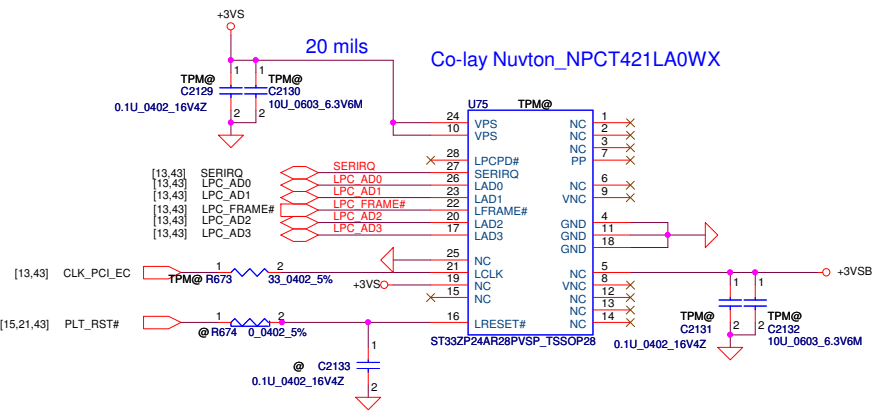 +3VS
20 mils
Co-lay Nuvton_NPCT421LA0WX
TPM@
C2129
0.1U_0402_16V4Z
1
2
TPM@
C2130
10U_0603_6.3V6M
1
2
U75 TPM@
24 VPS
10 VPS
28 LPCPD#
[13,43] SERIRQ SERIRQ 27 SERIRQ
[13,43] LPC_AD0 LPC_AD0 26 LAD0
[13,43] LPC_AD1 LPC_AD1 23 LAD1
[13,43] LPC_FRAME# LPC_FRAME# 22 LFRAME#
[13,43] LPC_AD2 LPC_AD2 20 LAD2
[13,43] LPC_AD3 LPC_AD3 17 LAD3
25 NC
[13,43] CLK_PCI_EC 1 2 21 LCLK
TPM@ R673 33_0402_5%
+3VS 19 NC
15 NC
[15,21,43] PLT_RST# 1 2 16 LRESET#
@ R674 0_0402_5%
NC 1
NC 2
NC 3
PP 7
NC 6
VNC 9
GND 4
GND 11
GND 18
NC 5
VNC 8
NC 12
NC 13
NC 14
ST33ZP24AR28PVSP_TSSOP28
@ C2133
0.1U_0402_16V4Z
1
2
+3VSB
TPM@
C2131
0.1U_0402_16V4Z
1
2
TPM@
C2132
10U_0603_6.3V6M
1
2